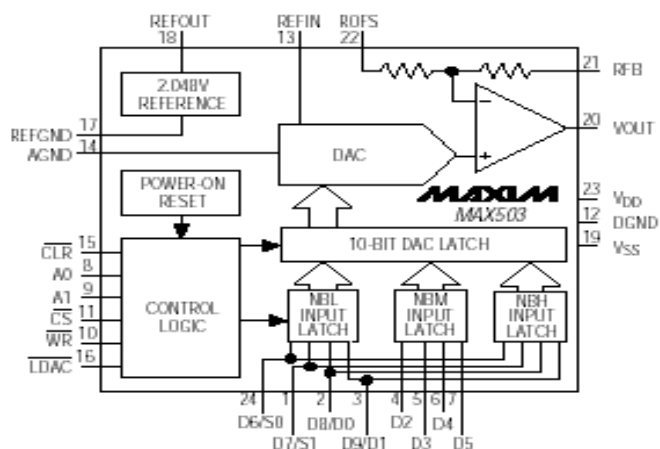 REFOUT REFIN ROFS
18 13 22
21 RFB
2.048V
REFERENCE
20 VOUT
REFGND 17
AGND 14
DAC
POWER-ON
RESET
MAXIM
MAX503
23 VDD
12 DGND
19 VSS
10-BIT DAC LATCH
CLR 15
A0 8
A1 9
CS 11
WR 10
LDAC 16
CONTROL
LOGIC
NBL
INPUT
LATCH
NBM
INPUT
LATCH
NBH
INPUT
LATCH
24 1 2 3 4 5 6 7
D6/S0 D8/D0 D2 D4
D7/S1 D9/D1 D3 D5